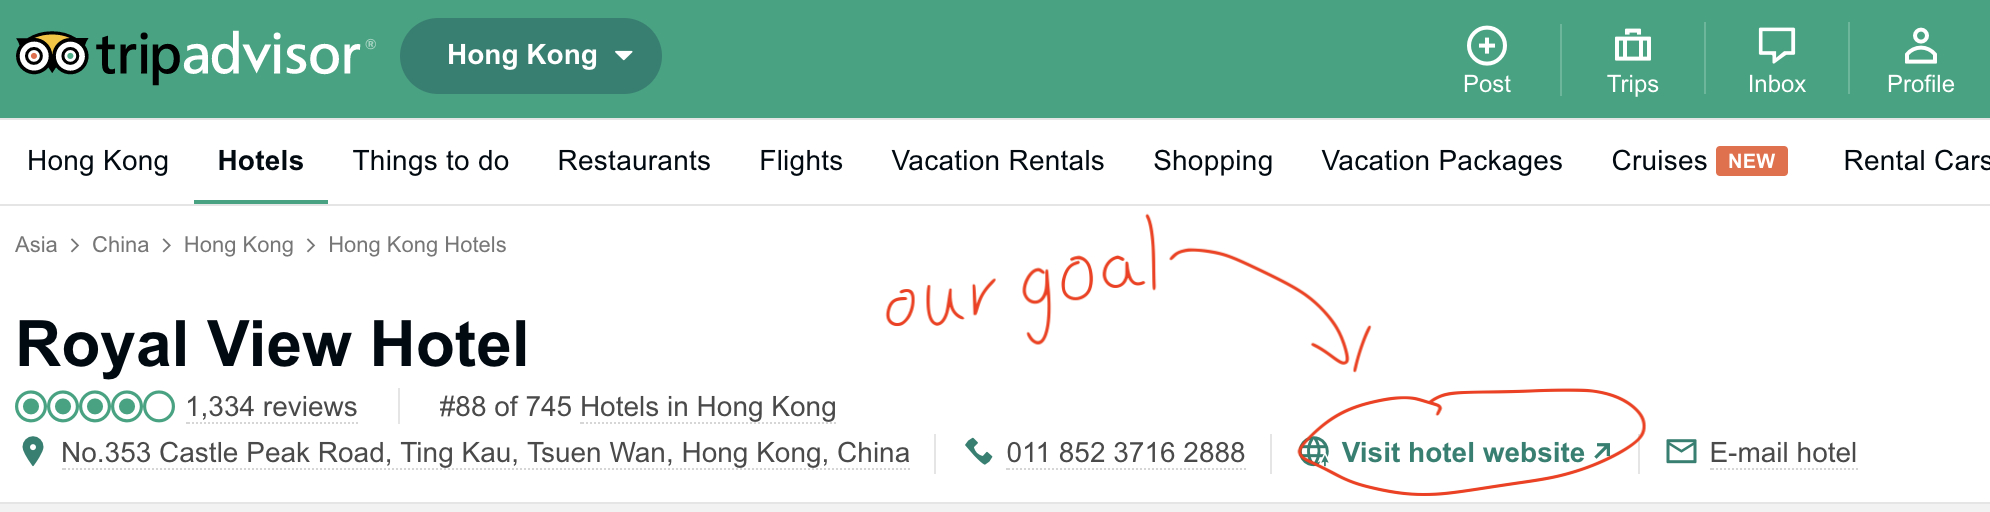 tripadvisor®
Hong Kong
Post
Trips
Inbox
Profile
Hong Kong Hotels Things to do Restaurants Flights Vacation Rentals Shopping Vacation Packages Cruises NEW Rental Cars
Asia > China > Hong Kong > Hong Kong Hotels
our goal
Royal View Hotel
1,334 reviews #88 of 745 Hotels in Hong Kong
No.353 Castle Peak Road, Ting Kau, Tsuen Wan, Hong Kong, China 011 852 3716 2888 Visit hotel website E-mail hotel